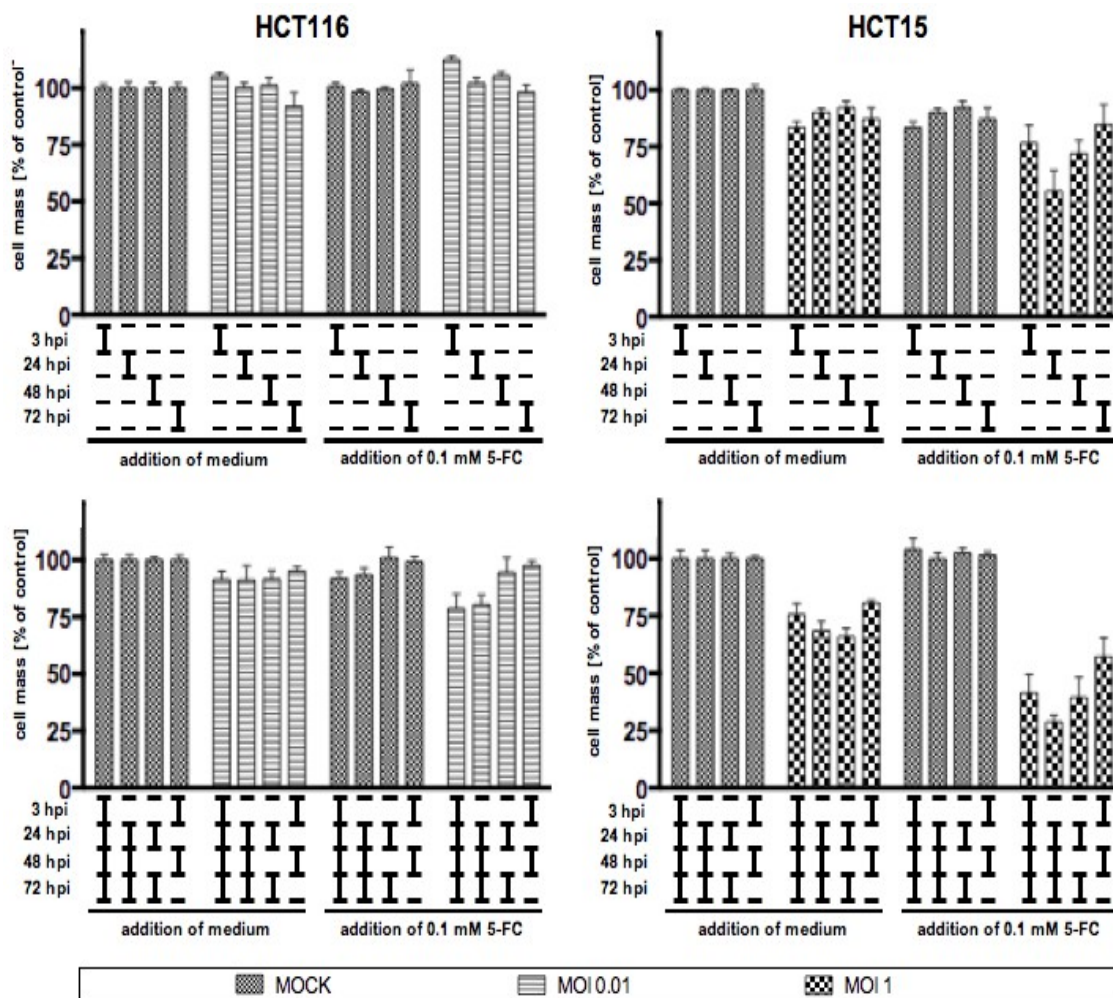 HCT116 HCT15
cell mass [% of control]
100
75
50
25
0
3 hpi
24 hpi
48 hpi
72 hpi
addition of medium addition of 0.1 mM 5-FC
cell mass [% of control]
100
75
50
25
0
3 hpi
24 hpi
48 hpi
72 hpi
addition of medium addition of 0.1 mM 5-FC
cell mass [% of control]
100
75
50
25
0
3 hpi
24 hpi
48 hpi
72 hpi
addition of medium addition of 0.1 mM 5-FC
cell mass [% of control]
100
75
50
25
0
3 hpi
24 hpi
48 hpi
72 hpi
addition of medium addition of 0.1 mM 5-FC
MOCK MOI 0.01 MOI 1